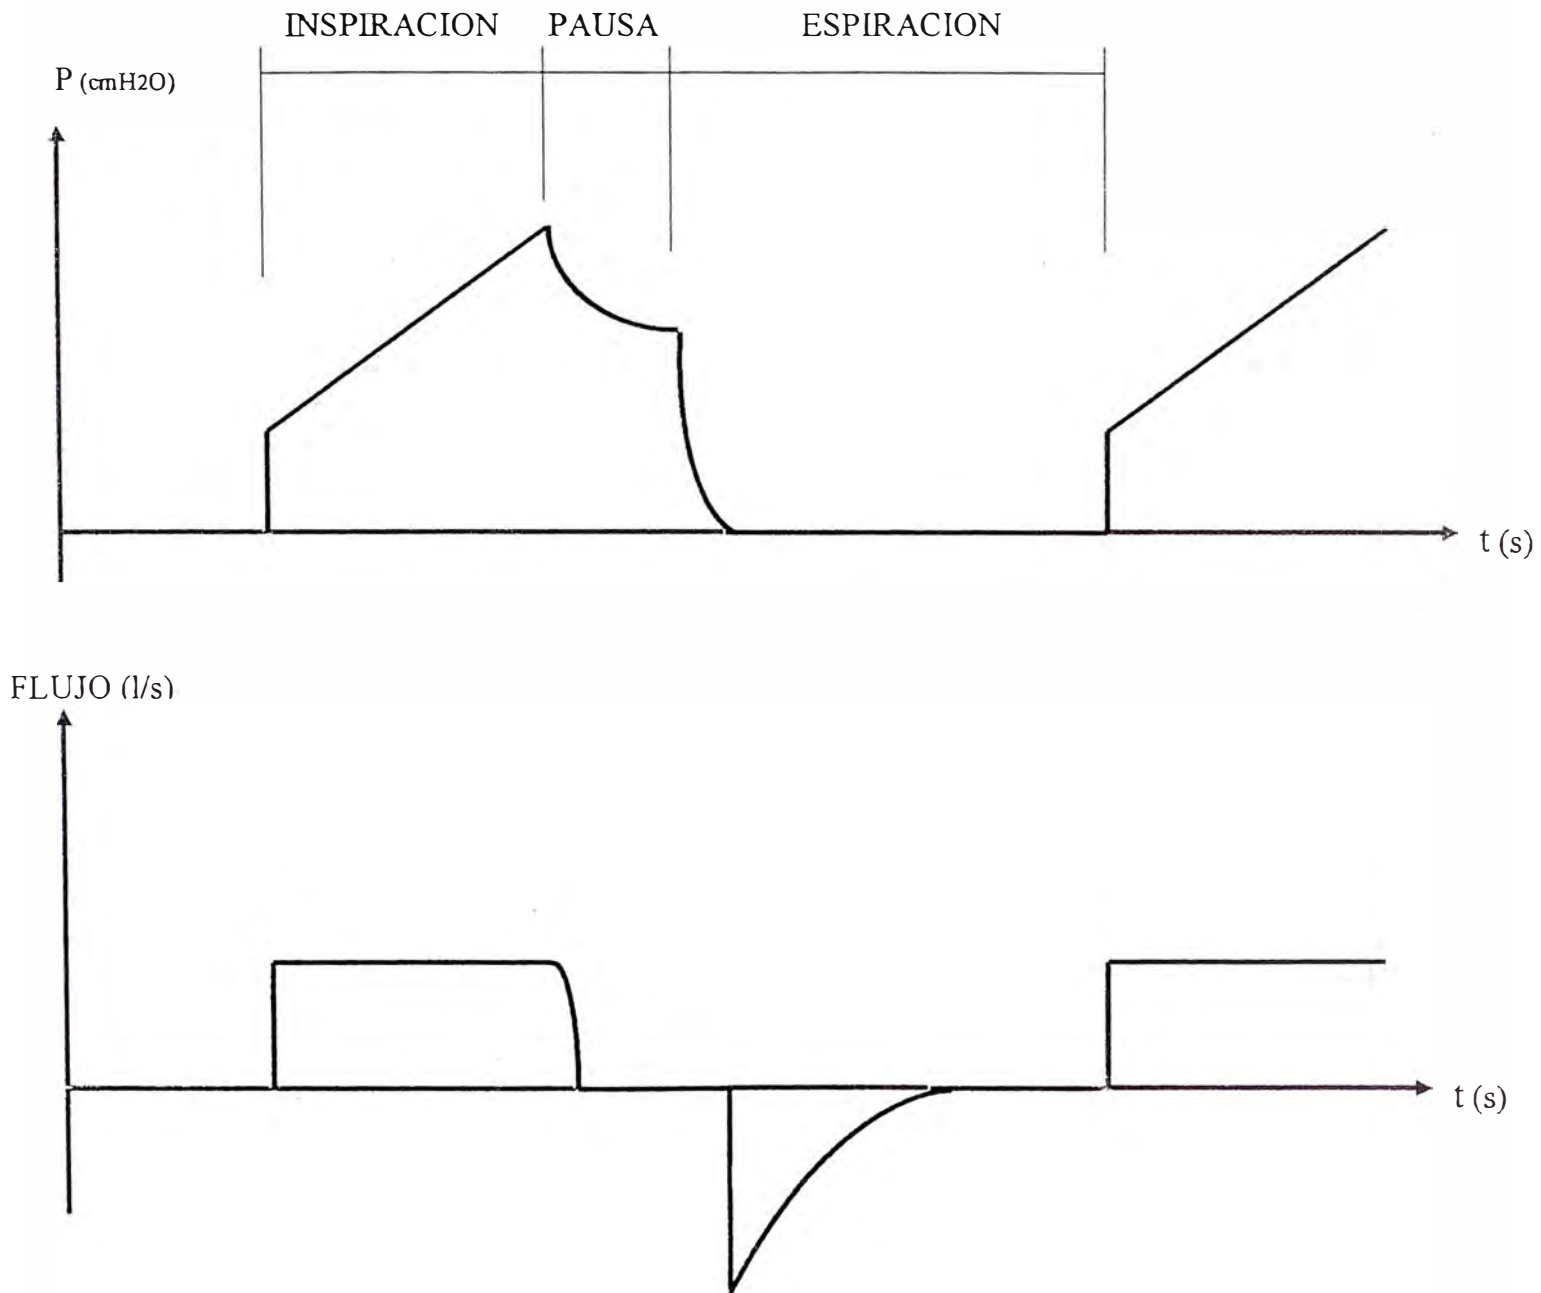 INSPIRACION PAUSA ESPIRACION
P (cmH2O)
t (s)
FLUJO (l/s)
t (s)